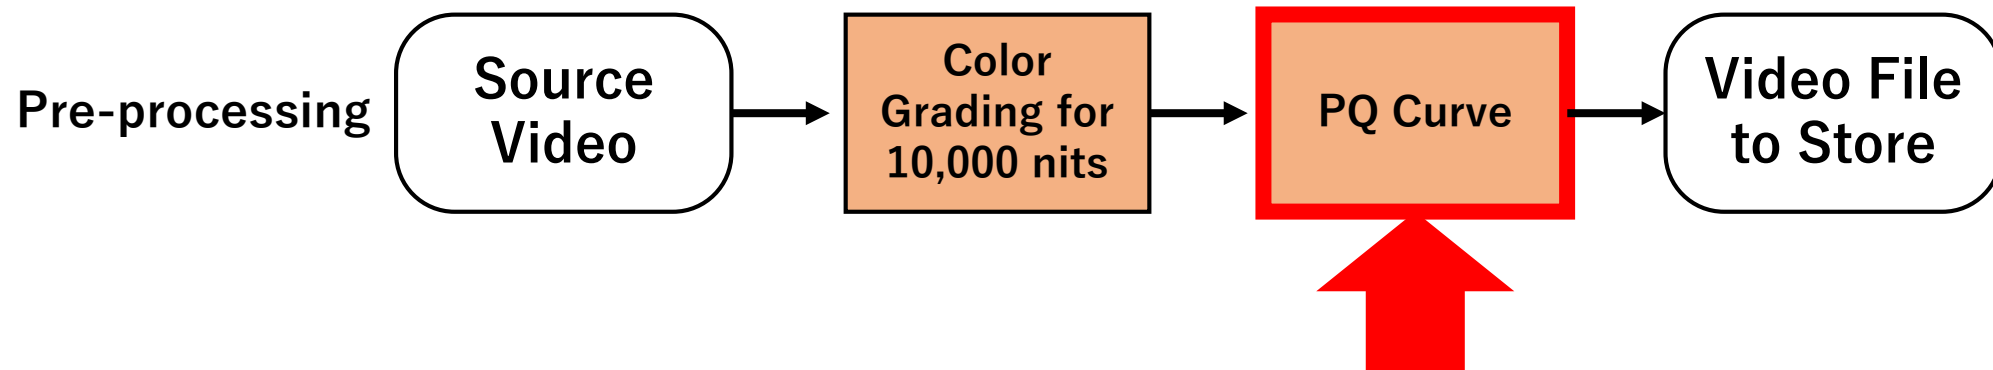 Pre-processing
Source
Video
Color
Grading for
10,000 nits
PQ Curve
Video File
to Store